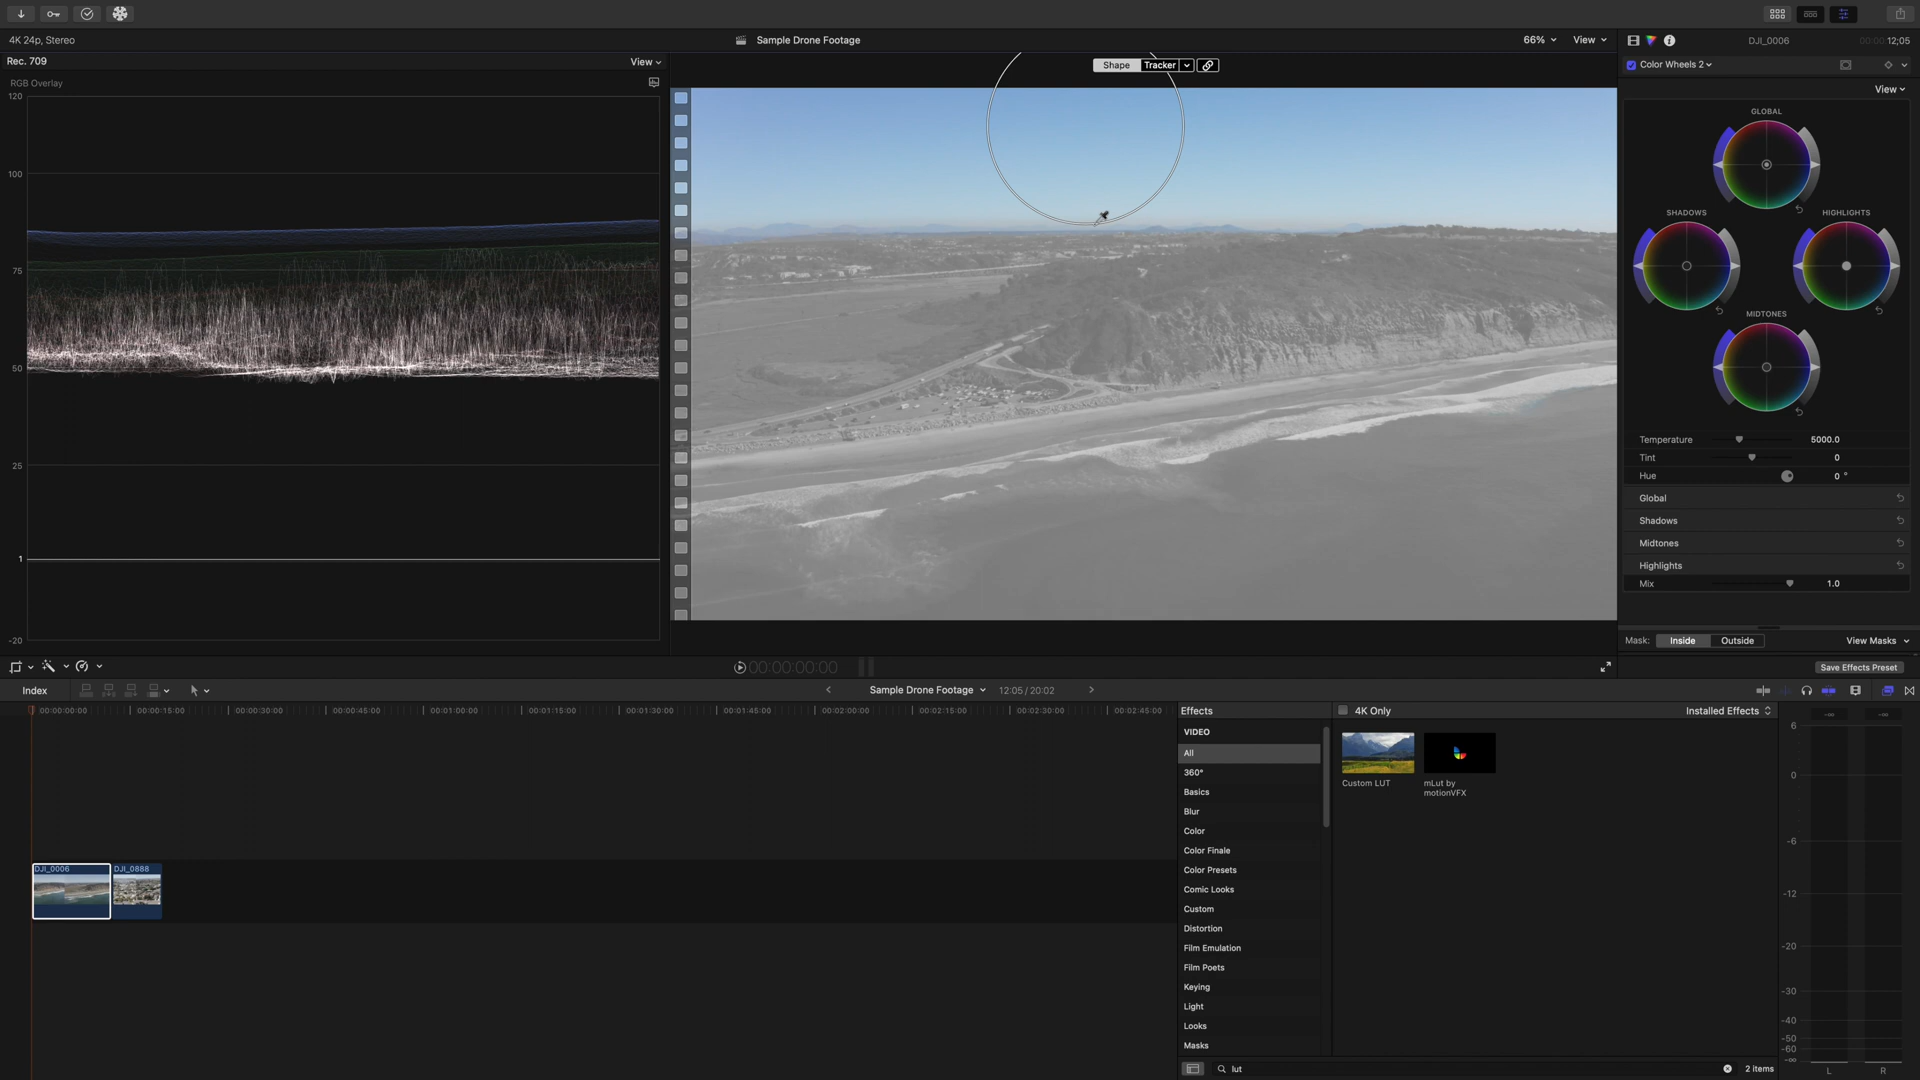 4K 24p, Stereo
Sample Drone Footage
66%
View
DJI_0006
00:00:12;05
Rec. 709
View
Shape
Tracker
Color Wheels 2
RGB Overlay
View
120
100
75
50
25
1
-20
GLOBAL
SHADOWS
HIGHLIGHTS
MIDTONES
Temperature
5000.0
Tint
0
Hue
0 °
Global
Shadows
Midtones
Highlights
Mix
1.0
Mask:
Inside
Outside
View Masks
00:00:00:00
Save Effects Preset
Index
Sample Drone Footage
12:05 / 20:02
00:00:00:00
00:00:15:00
00:00:30:00
00:00:45:00
00:01:00:00
00:01:15:00
00:01:30:00
00:01:45:00
00:02:00:00
00:02:15:00
00:02:30:00
00:02:45:00
DJI_0006
DJI_0888
Effects
4K Only
Installed Effects
VIDEO
All
360°
Basics
Blur
Color
Color Finale
Color Presets
Comic Looks
Custom
Distortion
Film Emulation
Film Poets
Keying
Light
Looks
Masks
Custom LUT
mLut by
motionVFX
lut
2 items
-∞
-∞
6
0
-6
-12
-20
-30
-40
-50
-60
-∞
L
R